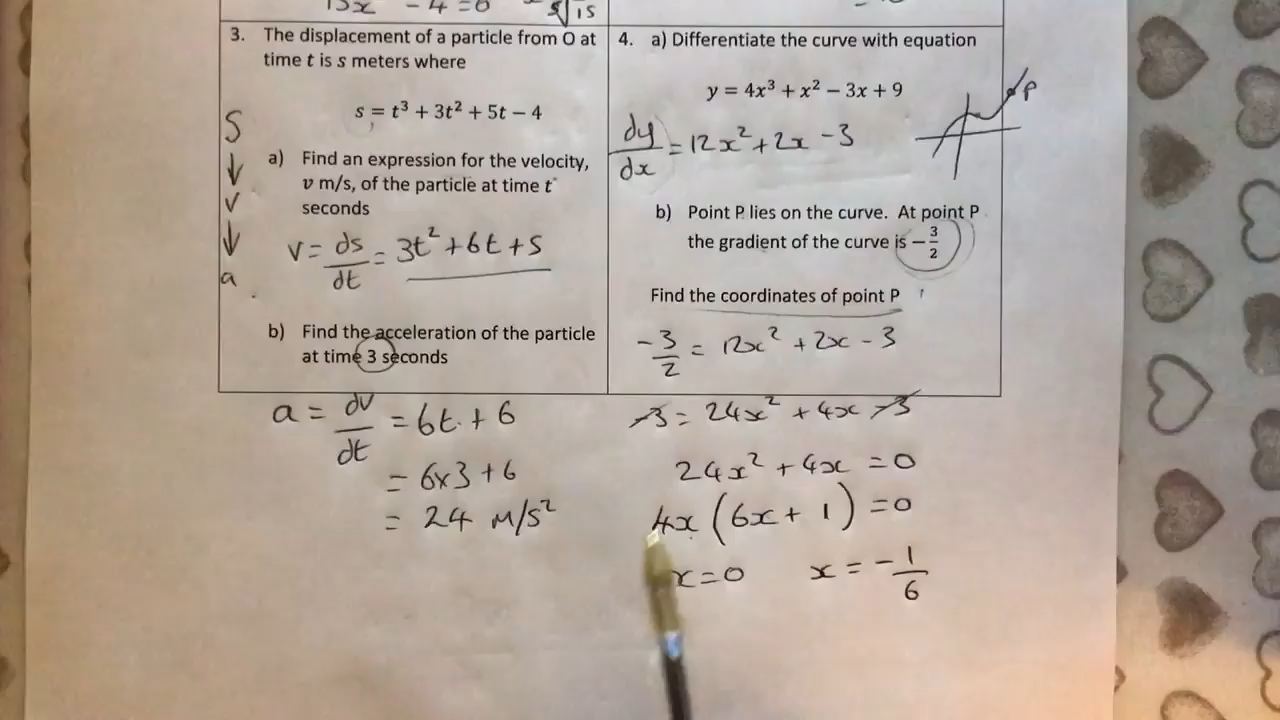 15x - 4 = 0
15
3. The displacement of a particle from O at
time t is s meters where
s = t³ + 3t² + 5t − 4
S
↓
v
↓
a
a) Find an expression for the velocity,
v m/s, of the particle at time t
seconds
v = ds/dt = 3t² + 6t + 5
b) Find the acceleration of the particle
at time 3 seconds
a = dv/dt = 6t + 6
= 6x3 + 6
= 24 m/s²
4. a) Differentiate the curve with equation
y = 4x³ + x² − 3x + 9
dy/dx = 12x² + 2x - 3
P
b) Point P lies on the curve. At point P
the gradient of the curve is − 3/2
Find the coordinates of point P
-3/2 = 12x² + 2x - 3
-3 = 24x² + 4x - 3
24x² + 4x = 0
4x (6x + 1) = 0
x = 0 x = -1/6